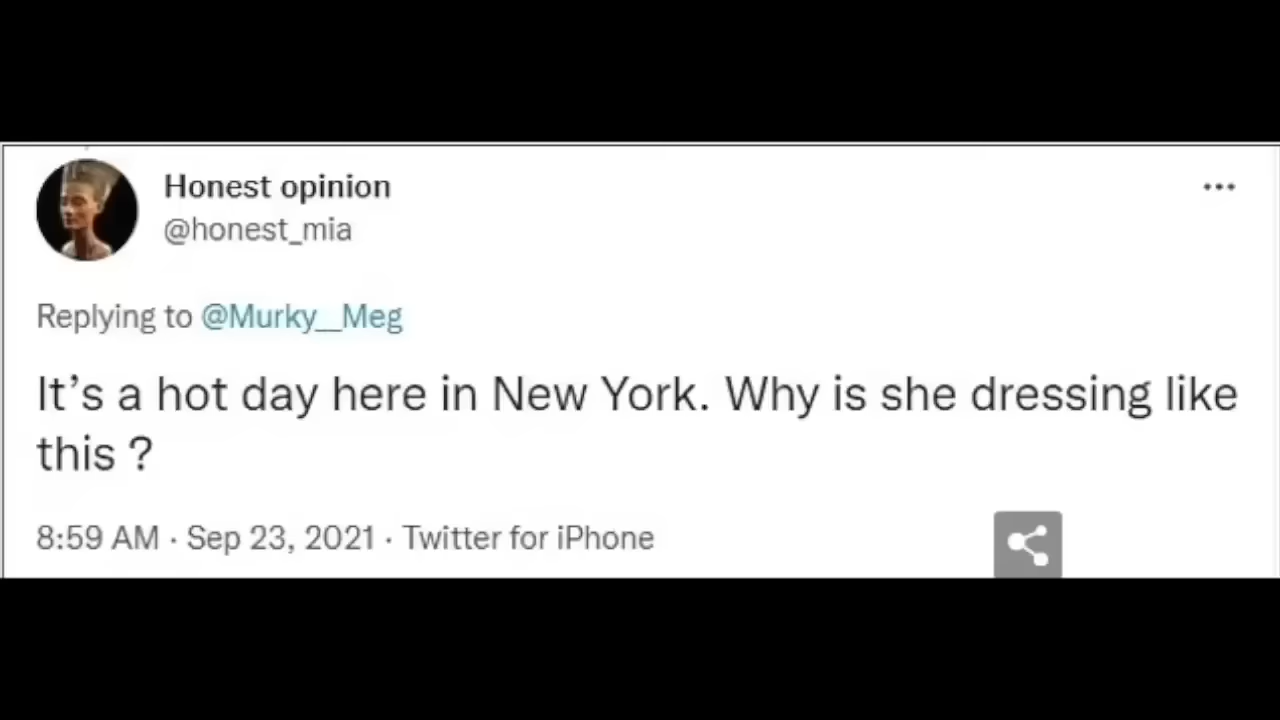 Honest opinion
@honest_mia
Replying to @Murky__Meg
It’s a hot day here in New York. Why is she dressing like
this ?
8:59 AM · Sep 23, 2021 · Twitter for iPhone